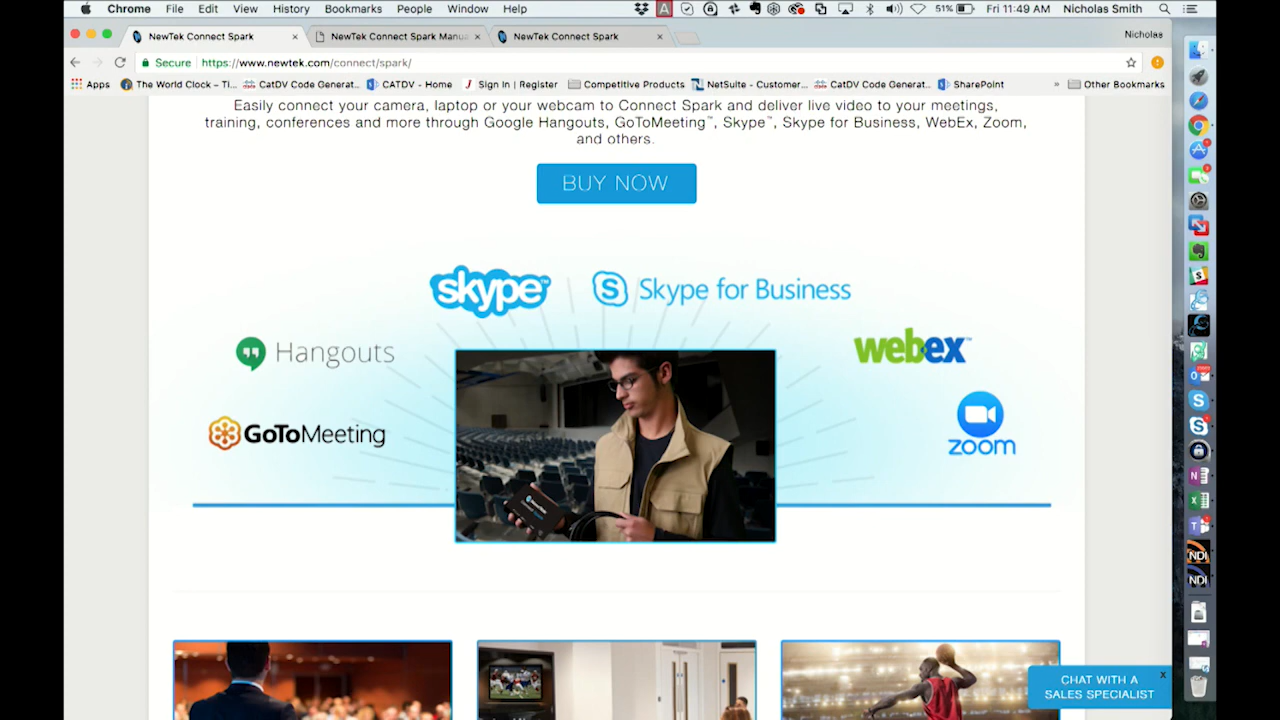 Chrome File Edit View History Bookmarks People Window Help
51% Fri 11:49 AM Nicholas Smith
NewTek Connect Spark × NewTek Connect Spark Manua × NewTek Connect Spark × Nicholas
Secure https://www.newtek.com/connect/spark/
Apps The World Clock – Ti... CatDV Code Generat... CATDV - Home Sign In | Register Competitive Products NetSuite - Customer... CatDV Code Generat... SharePoint » Other Bookmarks
Easily connect your camera, laptop or your webcam to Connect Spark and deliver live video to your meetings,
training, conferences and more through Google Hangouts, GoToMeeting™, Skype™, Skype for Business, WebEx, Zoom,
and others.
BUY NOW
skype™
Skype for Business
Hangouts
webex™
GoToMeeting
zoom
NDI
NDI
CHAT WITH A
SALES SPECIALIST
x